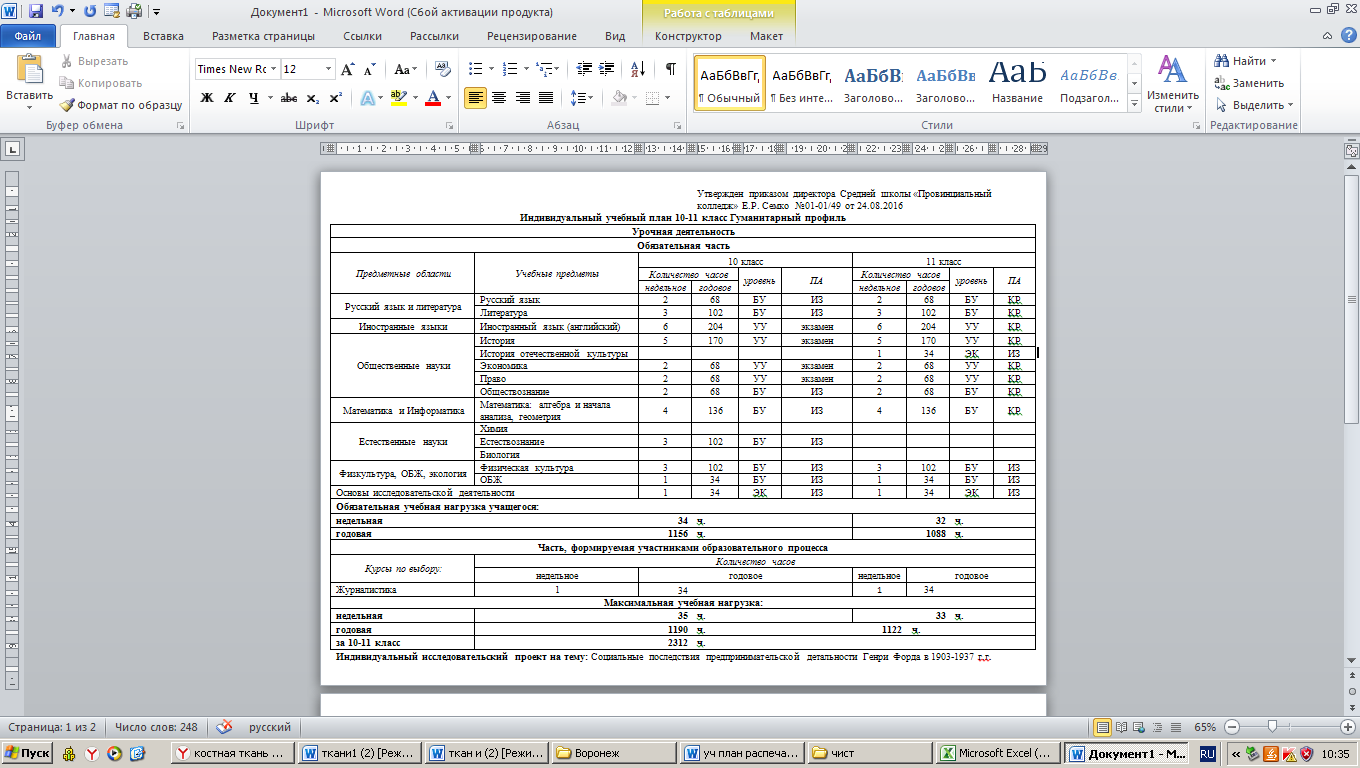 Документ1 - Microsoft Word (Сбой активации продукта)
Работа с таблицами
Файл Главная Вставка Разметка страницы Ссылки Рассылки Рецензирование Вид Конструктор Макет
Вставить
Вырезать
Копировать
Формат по образцу
Буфер обмена
Times New Ro 12
Ж К Ч abc x₂ x²
Шрифт
Абзац
АаБбВвГг, АаБбВвГг, АаБбВ АаБбВв АаБ АаБбВв.
¶ Обычный ¶ Без инте... Заголово... Заголово... Название Подзагол...
Стили
Изменить стили
Найти
Заменить
Выделить
Редактирование
Утвержден приказом директора Средней школы «Провинциальный
колледж» Е.Р. Семко №01-01/49 от 24.08.2016
Индивидуальный учебный план 10-11 класс Гуманитарный профиль
Урочная деятельность
Обязательная часть
Предметные области Учебные предметы 10 класс 11 класс
Количество часов уровень ПА Количество часов уровень ПА
недельное годовое недельное годовое
Русский язык и литература Русский язык 2 68 БУ ИЗ 2 68 БУ КР
Литература 3 102 БУ ИЗ 3 102 БУ КР
Иностранные языки Иностранный язык (английский) 6 204 УУ экзамен 6 204 УУ КР
Общественные науки История 5 170 УУ экзамен 5 170 УУ КР
История отечественной культуры 1 34 ЭК ИЗ
Экономика 2 68 УУ экзамен 2 68 УУ КР
Право 2 68 УУ экзамен 2 68 УУ КР
Обществознание 2 68 БУ ИЗ 2 68 БУ КР
Математика и Информатика Математика: алгебра и начала анализа, геометрия 4 136 БУ ИЗ 4 136 БУ КР
Естественные науки Химия
Естествознание 3 102 БУ ИЗ
Биология
Физкультура, ОБЖ, экология Физическая культура 3 102 БУ ИЗ 3 102 БУ ИЗ
ОБЖ 1 34 БУ ИЗ 1 34 БУ ИЗ
Основы исследовательской деятельности 1 34 ЭК ИЗ 1 34 ЭК ИЗ
Обязательная учебная нагрузка учащегося:
недельная 34 ч. 32 ч.
годовая 1156 ч. 1088 ч.
Часть, формируемая участниками образовательного процесса
Курсы по выбору: Количество часов
недельное годовое недельное годовое
Журналистика 1 34 1 34
Максимальная учебная нагрузка:
недельная 35 ч. 33 ч.
годовая 1190 ч. 1122 ч.
за 10-11 класс 2312 ч.
Индивидуальный исследовательский проект на тему: Социальные последствия предпринимательской детальности Генри Форда в 1903-1937 г.г.
Страница: 1 из 2 Число слов: 248 русский 65%
Пуск костная ткань ... ткани1 (2) [Реж... ткан и (2) [Режи... Воронеж уч план распеча... чист Microsoft Excel (... Документ1 - М... RU 10:35